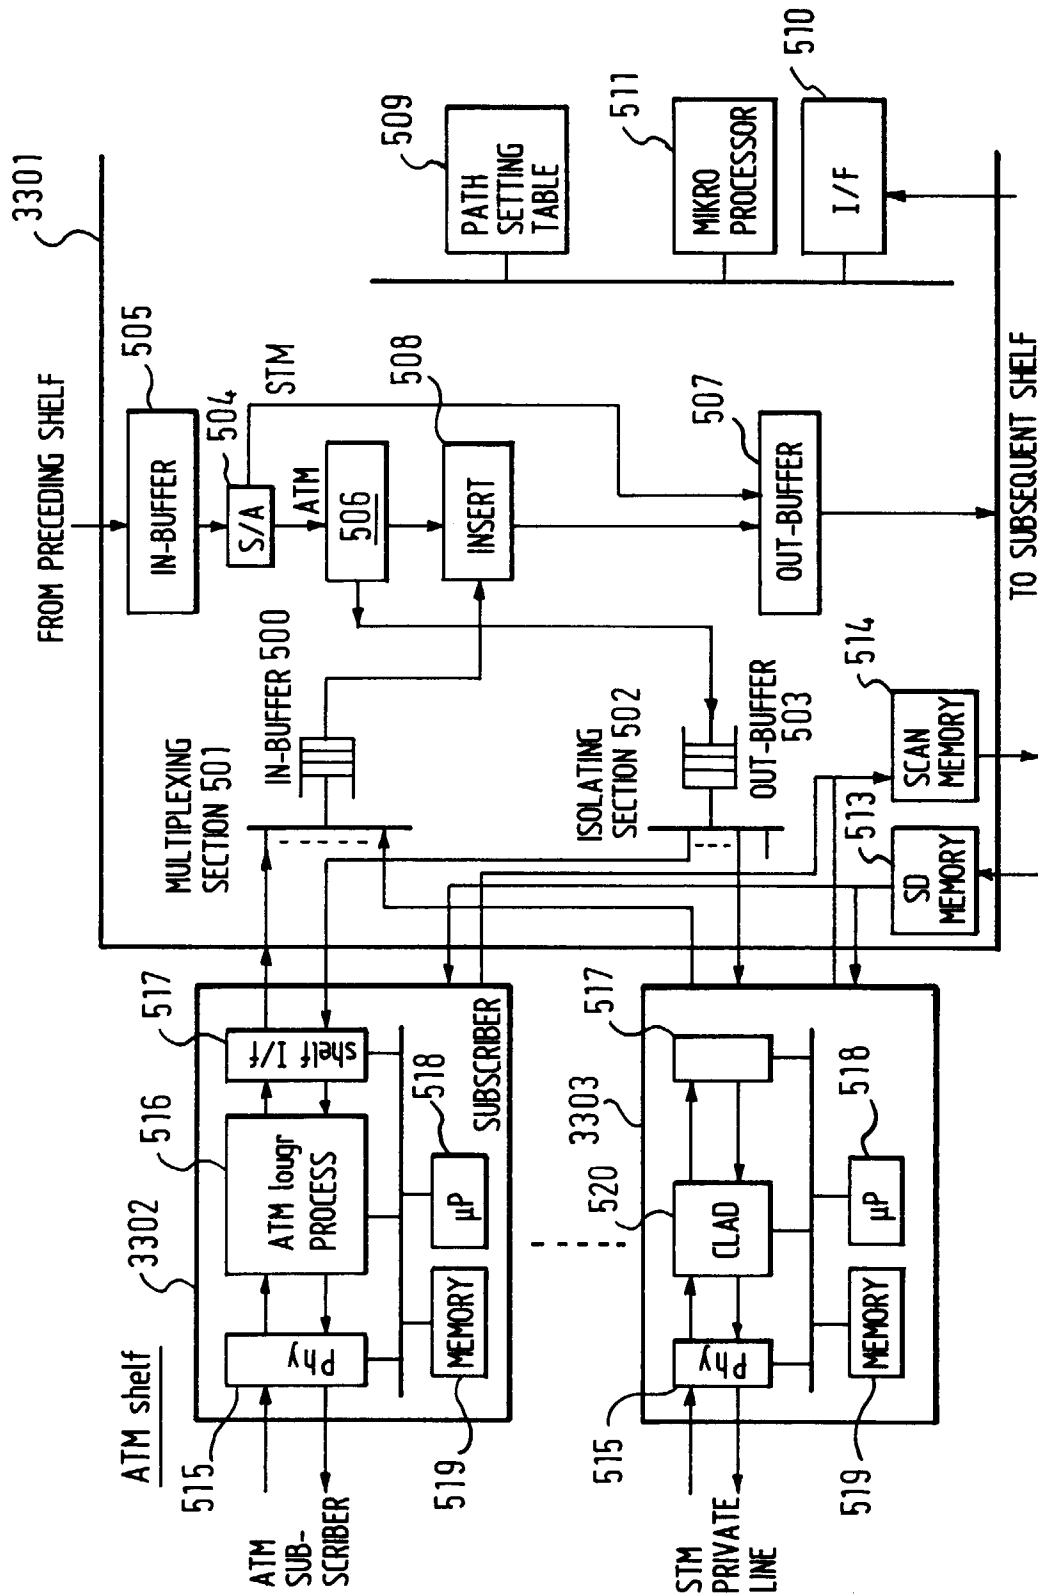 ATM shelf
3301
FROM PRECEDING SHELF
IN-BUFFER
505
S/A
504
STM
ATM
506
INSERT
508
OUT-BUFFER
507
PATH
SETTING
TABLE
509
MIKRO
PROCESSOR
511
I/F
510
TO SUBSEQUENT SHELF
MULTIPLEXING
SECTION 501
IN-BUFFER 500
ISOLATING
SECTION 502
OUT-BUFFER
503
SD
MEMORY
513
SCAN
MEMORY
514
3302
ATM
SUB-
SCRIBER
515
Phy
516
ATM lougr
PROCESS
517
shelf I/f
518
μP
519
MEMORY
SUBSCRIBER
3303
STM
PRIVATE
LINE
515
Phy
520
CLAD
517
518
μP
519
MEMORY